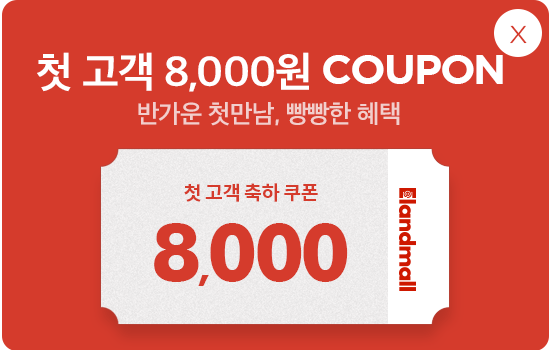 X
첫 고객 8,000원 COUPON
반가운 첫만남, 빵빵한 혜택
첫 고객 축하 쿠폰
8,000
elandmall